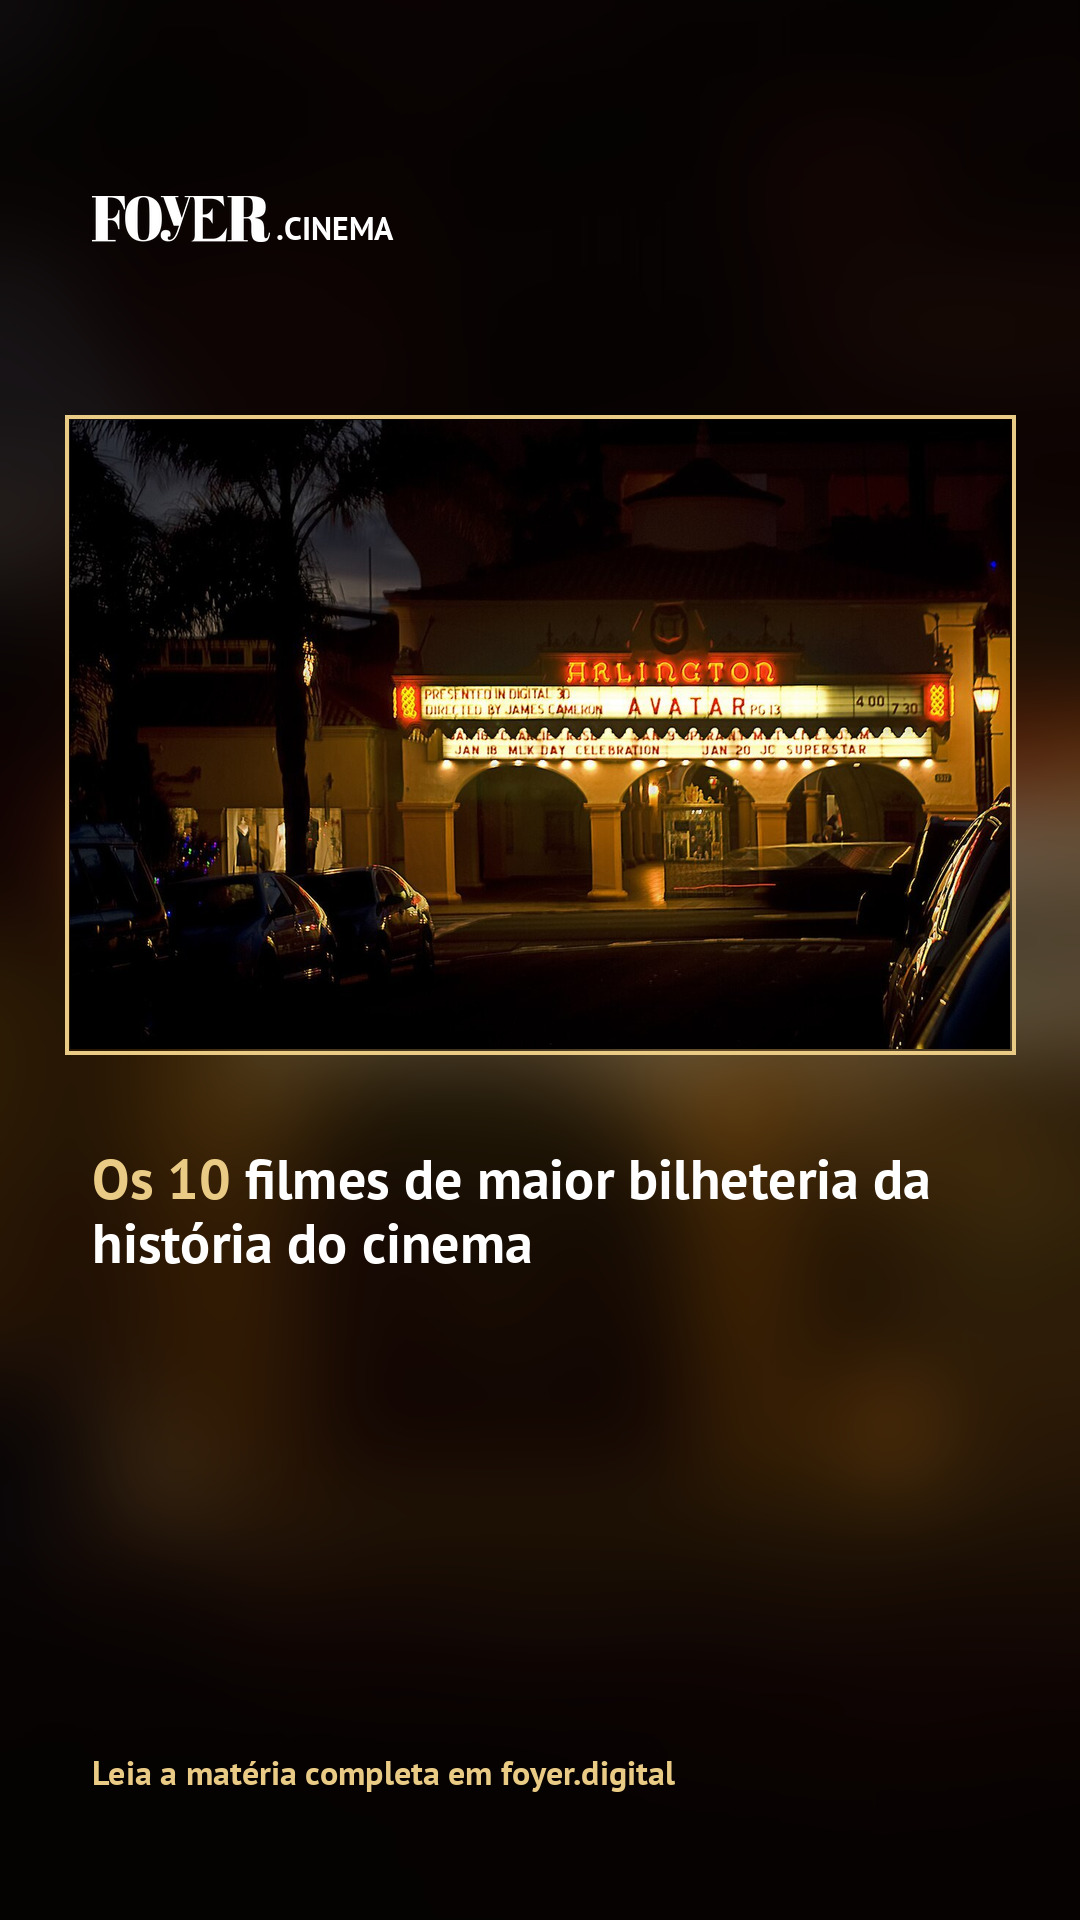 FOYER .CINEMA
ARLINGTON
PRESENTED IN DIGITAL 3D
DIRECTED BY JAMES CAMERON AVATAR PG 13 4 00 7 30
JAN 18 MLK DAY CELEBRATION JAN 20 JC SUPERSTAR
STOP
Os 10 filmes de maior bilheteria da
história do cinema
Leia a matéria completa em foyer.digital